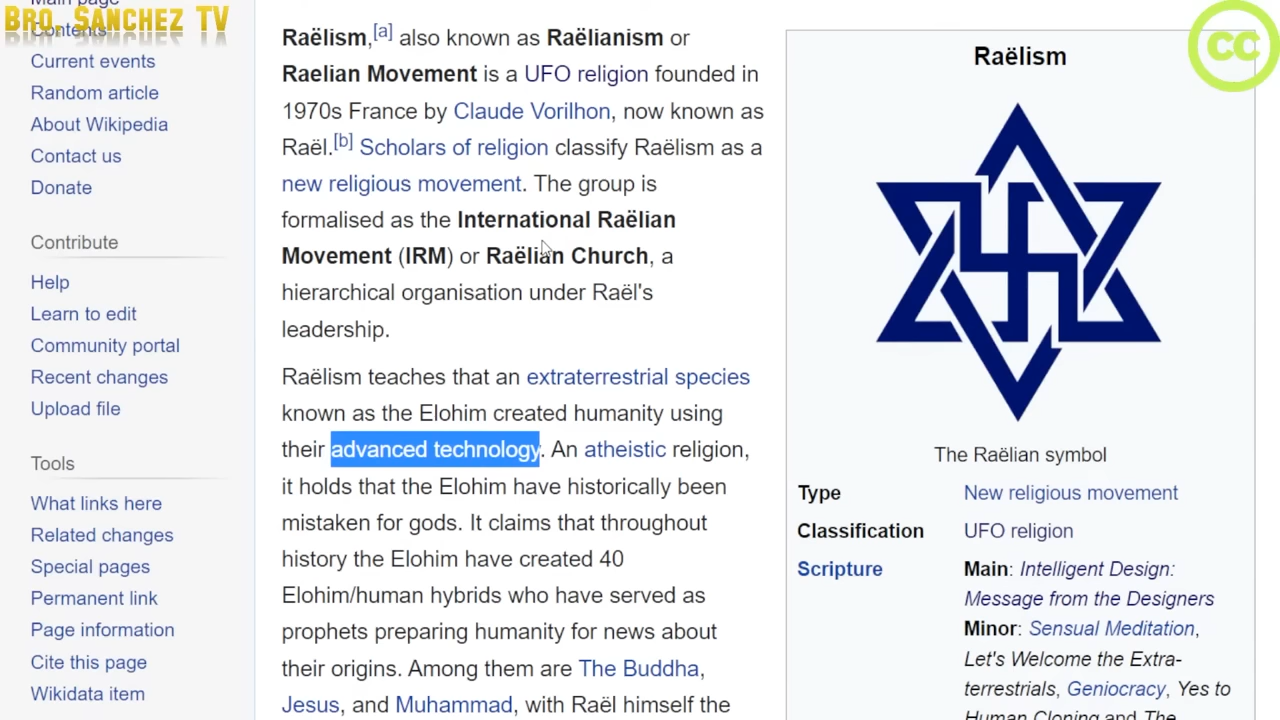 Main page
BRO. SANCHEZ TV
Contents
Current events
Random article
About Wikipedia
Contact us
Donate
Contribute
Help
Learn to edit
Community portal
Recent changes
Upload file
Tools
What links here
Related changes
Special pages
Permanent link
Page information
Cite this page
Wikidata item
Raëlism,[a] also known as Raëlianism or
Raelian Movement is a UFO religion founded in
1970s France by Claude Vorilhon, now known as
Raël.[b] Scholars of religion classify Raëlism as a
new religious movement. The group is
formalised as the International Raëlian
Movement (IRM) or Raëlian Church, a
hierarchical organisation under Raël's
leadership.
Raëlism teaches that an extraterrestrial species
known as the Elohim created humanity using
their advanced technology. An atheistic religion,
it holds that the Elohim have historically been
mistaken for gods. It claims that throughout
history the Elohim have created 40
Elohim/human hybrids who have served as
prophets preparing humanity for news about
their origins. Among them are The Buddha,
Jesus, and Muhammad, with Raël himself the
CC
Raëlism
The Raëlian symbol
Type New religious movement
Classification UFO religion
Scripture Main: Intelligent Design:
Message from the Designers
Minor: Sensual Meditation,
Let's Welcome the Extra-
terrestrials, Geniocracy, Yes to
Human Cloning and The